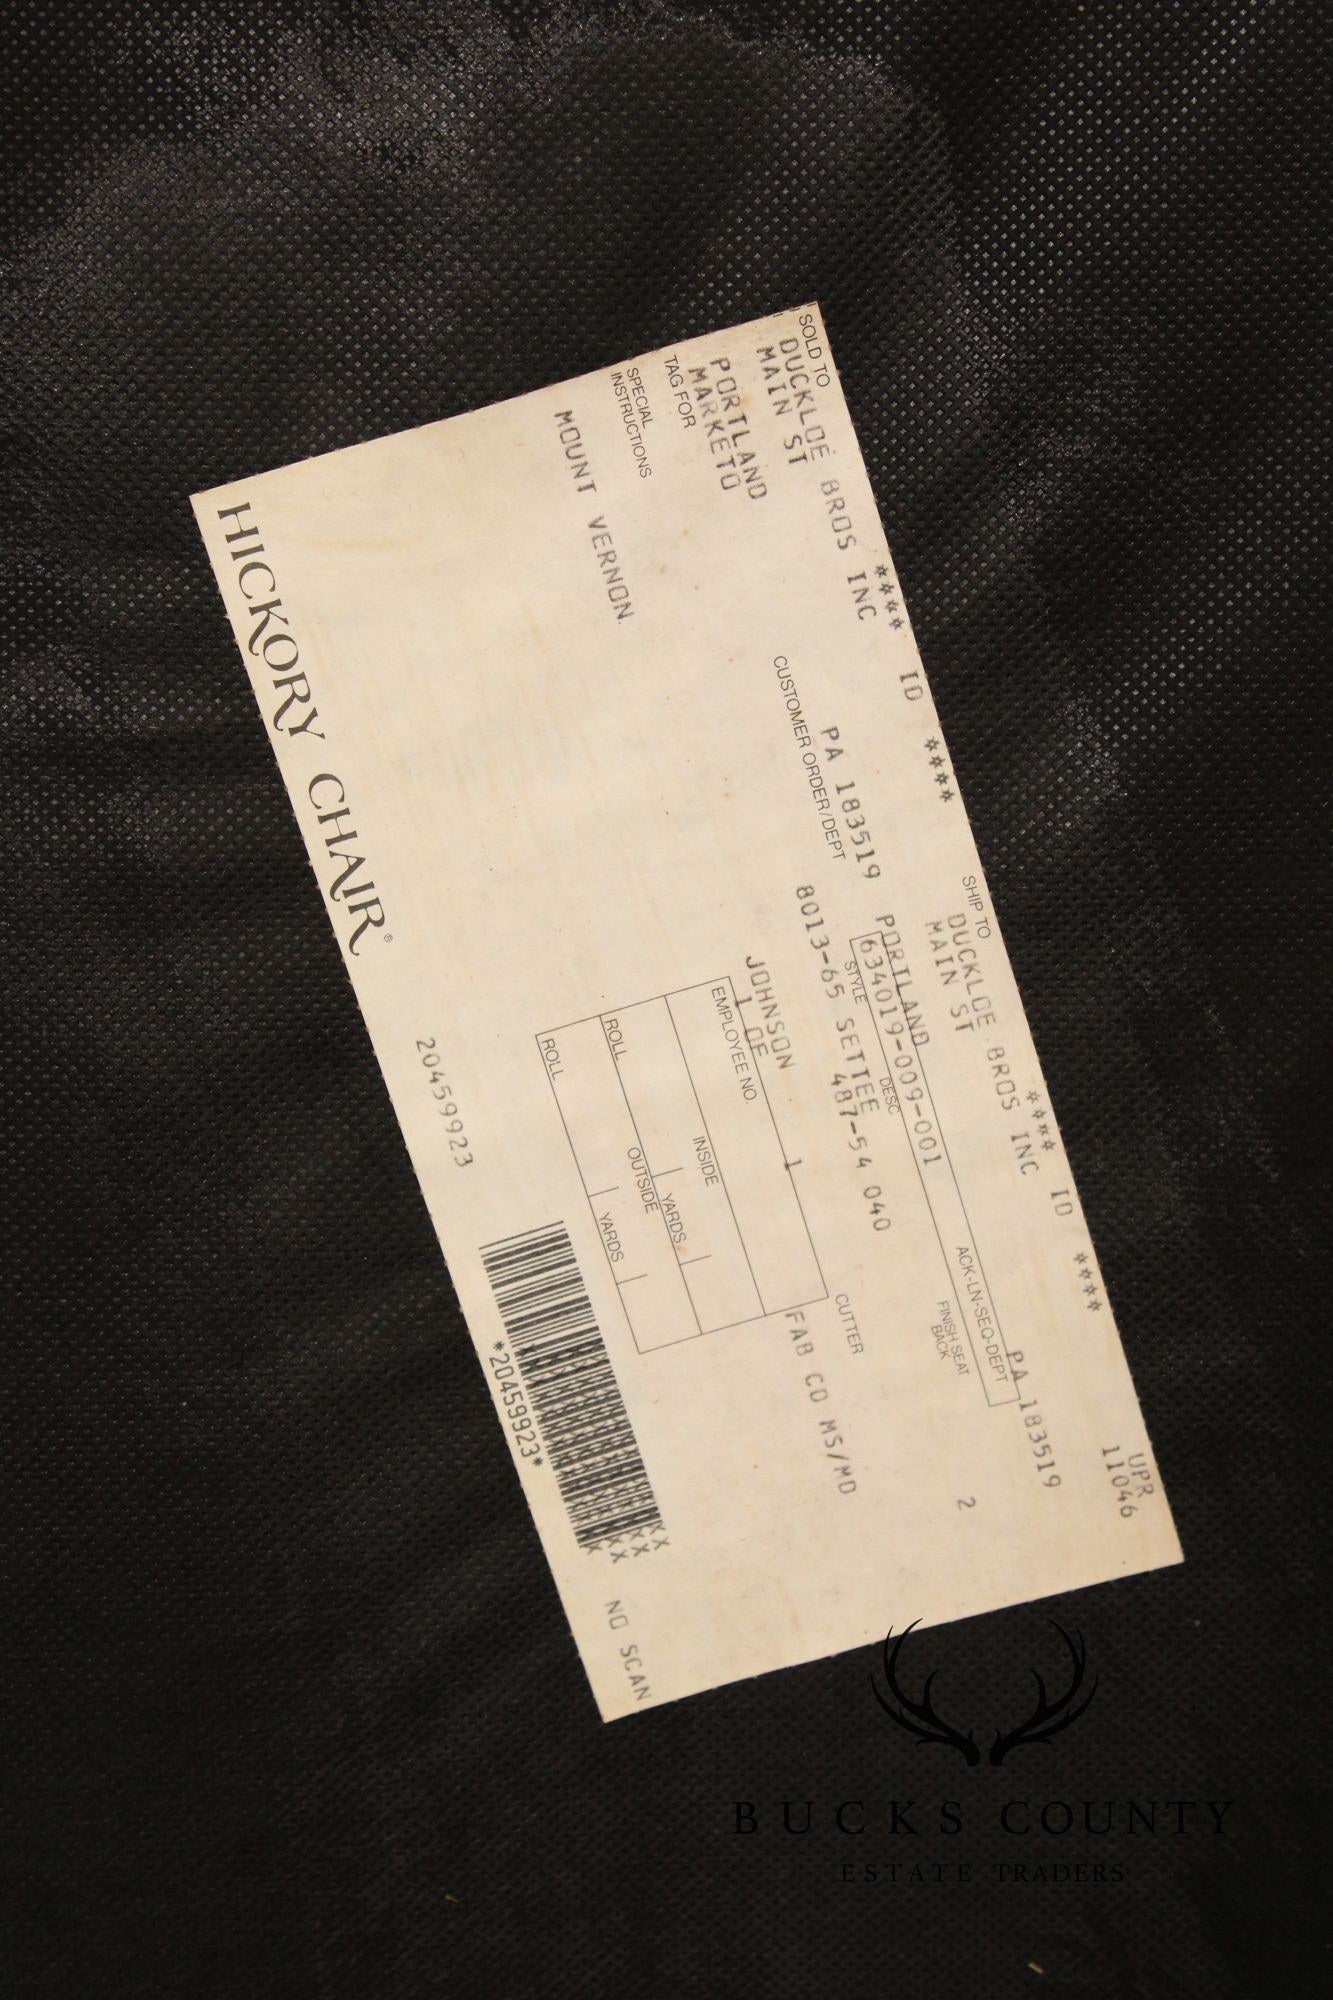 **** ID ****
**** ID ****
UPR
11046
SOLD TO
DUCKLOE BROS INC
MAIN ST
SHIP TO
DUCKLOE BROS INC
MAIN ST
PORTLAND
PA 183519
PORTLAND
PA 183519
MARKETO
TAG FOR
CUSTOMER ORDER/DEPT
634019-009-001
ACK-LN-SEQ-DEPT
STYLE
DESC
FINISH SEAT
BACK
2
8013-65 SETTEE
487-54 040
SPECIAL
INSTRUCTIONS
MOUNT VERNON.
JOHNSON
1 OF 1
CUTTER
FAB CD MS/MD
EMPLOYEE NO.
INSIDE
ROLL
YARDS
OUTSIDE
ROLL
YARDS
XX
XX
XX
X
NO SCAN
20459923
*20459923*
HICKORY CHAIR®
BUCKS COUNTY
ESTATE TRADERS